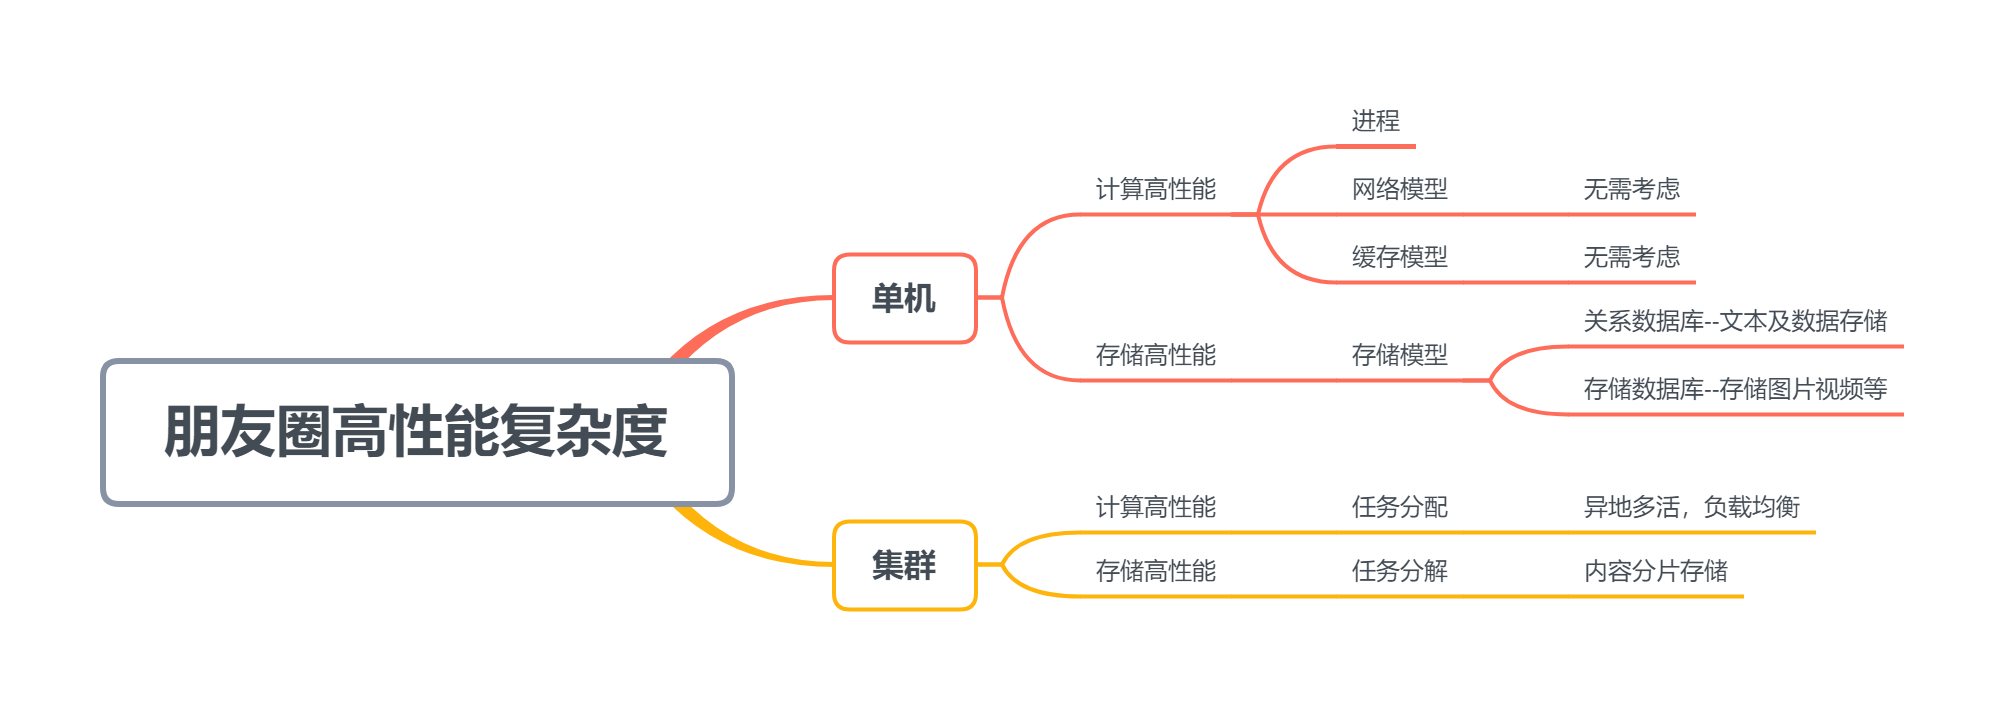 朋友圈高性能复杂度
单机
计算高性能
进程
网络模型
无需考虑
缓存模型
无需考虑
存储高性能
存储模型
关系数据库--文本及数据存储
存储数据库--存储图片视频等
集群
计算高性能
任务分配
异地多活，负载均衡
存储高性能
任务分解
内容分片存储